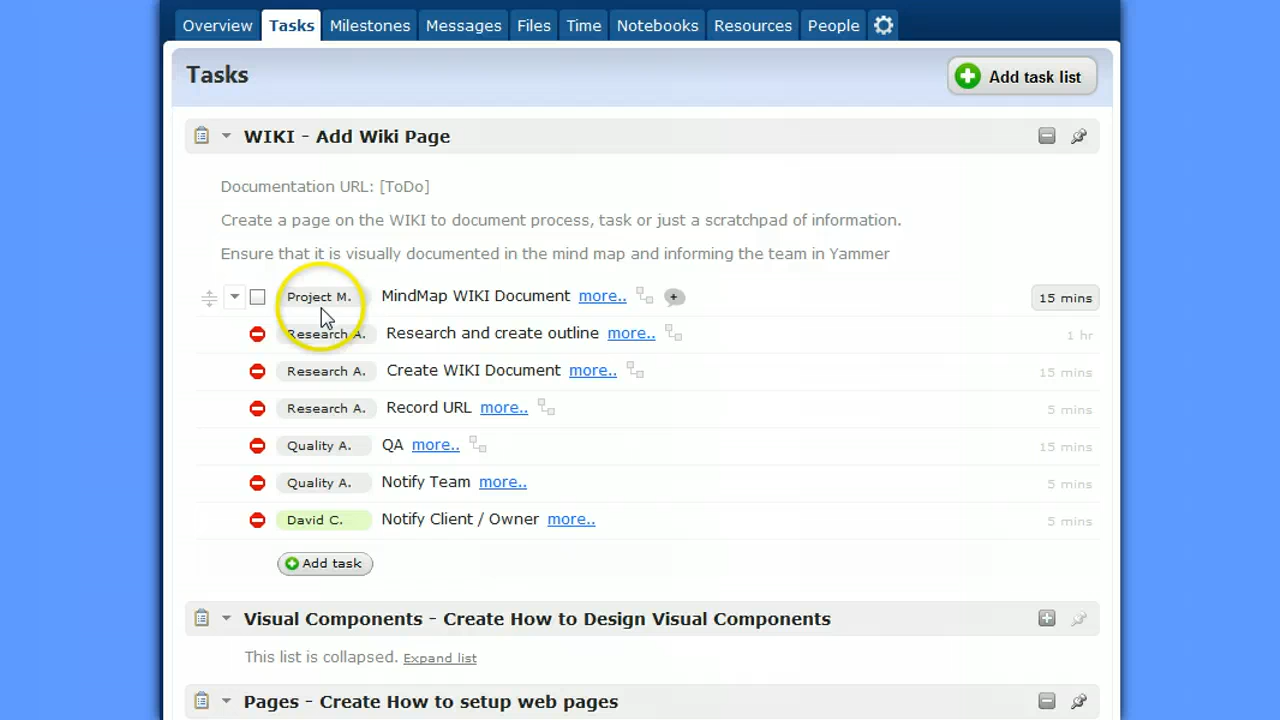 Overview Tasks Milestones Messages Files Time Notebooks Resources People
Tasks
Add task list
WIKI - Add Wiki Page
Documentation URL: [ToDo]
Create a page on the WIKI to document process, task or just a scratchpad of information.
Ensure that it is visually documented in the mind map and informing the team in Yammer
Project M. MindMap WIKI Document more.. 15 mins
Research A. Research and create outline more.. 1 hr
Research A. Create WIKI Document more.. 15 mins
Research A. Record URL more.. 5 mins
Quality A. QA more.. 15 mins
Quality A. Notify Team more.. 5 mins
David C. Notify Client / Owner more.. 5 mins
Add task
Visual Components - Create How to Design Visual Components
This list is collapsed. Expand list
Pages - Create How to setup web pages